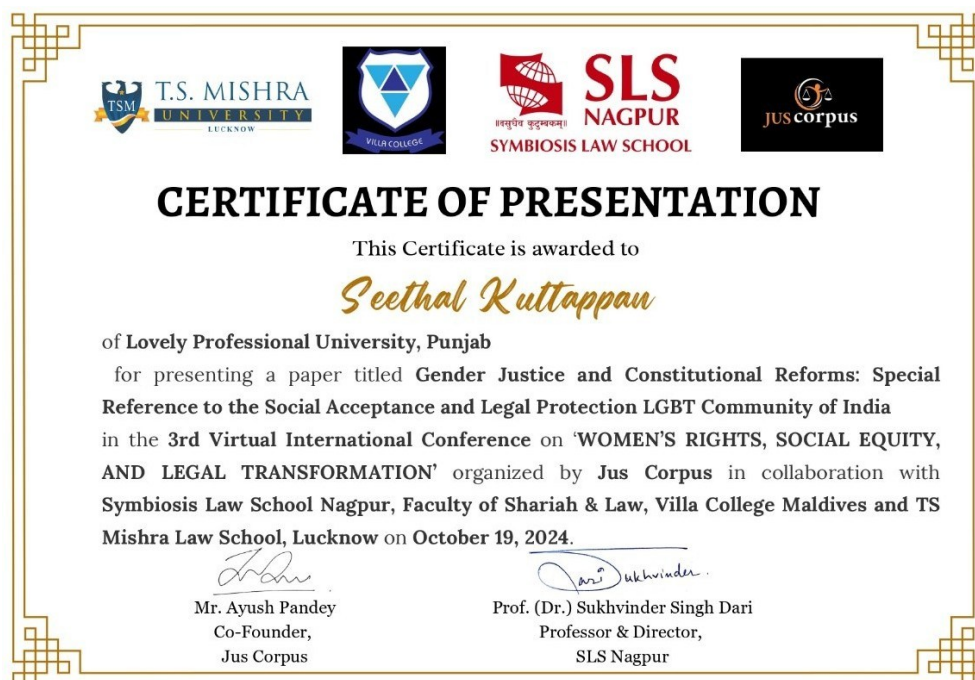 TSM
T.S. MISHRA
UNIVERSITY
LUCKNOW
VILLA COLLEGE
॥वसुधैव कुटुम्बकम्॥
SLS
NAGPUR
SYMBIOSIS LAW SCHOOL
JUS corpus
CERTIFICATE OF PRESENTATION
This Certificate is awarded to
Seethal Kuttappan
of Lovely Professional University, Punjab
for presenting a paper titled Gender Justice and Constitutional Reforms: Special
Reference to the Social Acceptance and Legal Protection LGBT Community of India
in the 3rd Virtual International Conference on ‘WOMEN’S RIGHTS, SOCIAL EQUITY,
AND LEGAL TRANSFORMATION’ organized by Jus Corpus in collaboration with
Symbiosis Law School Nagpur, Faculty of Shariah & Law, Villa College Maldives and TS
Mishra Law School, Lucknow on October 19, 2024.
Dari Sukhvinder.
Mr. Ayush Pandey
Co-Founder,
Jus Corpus
Prof. (Dr.) Sukhvinder Singh Dari
Professor & Director,
SLS Nagpur